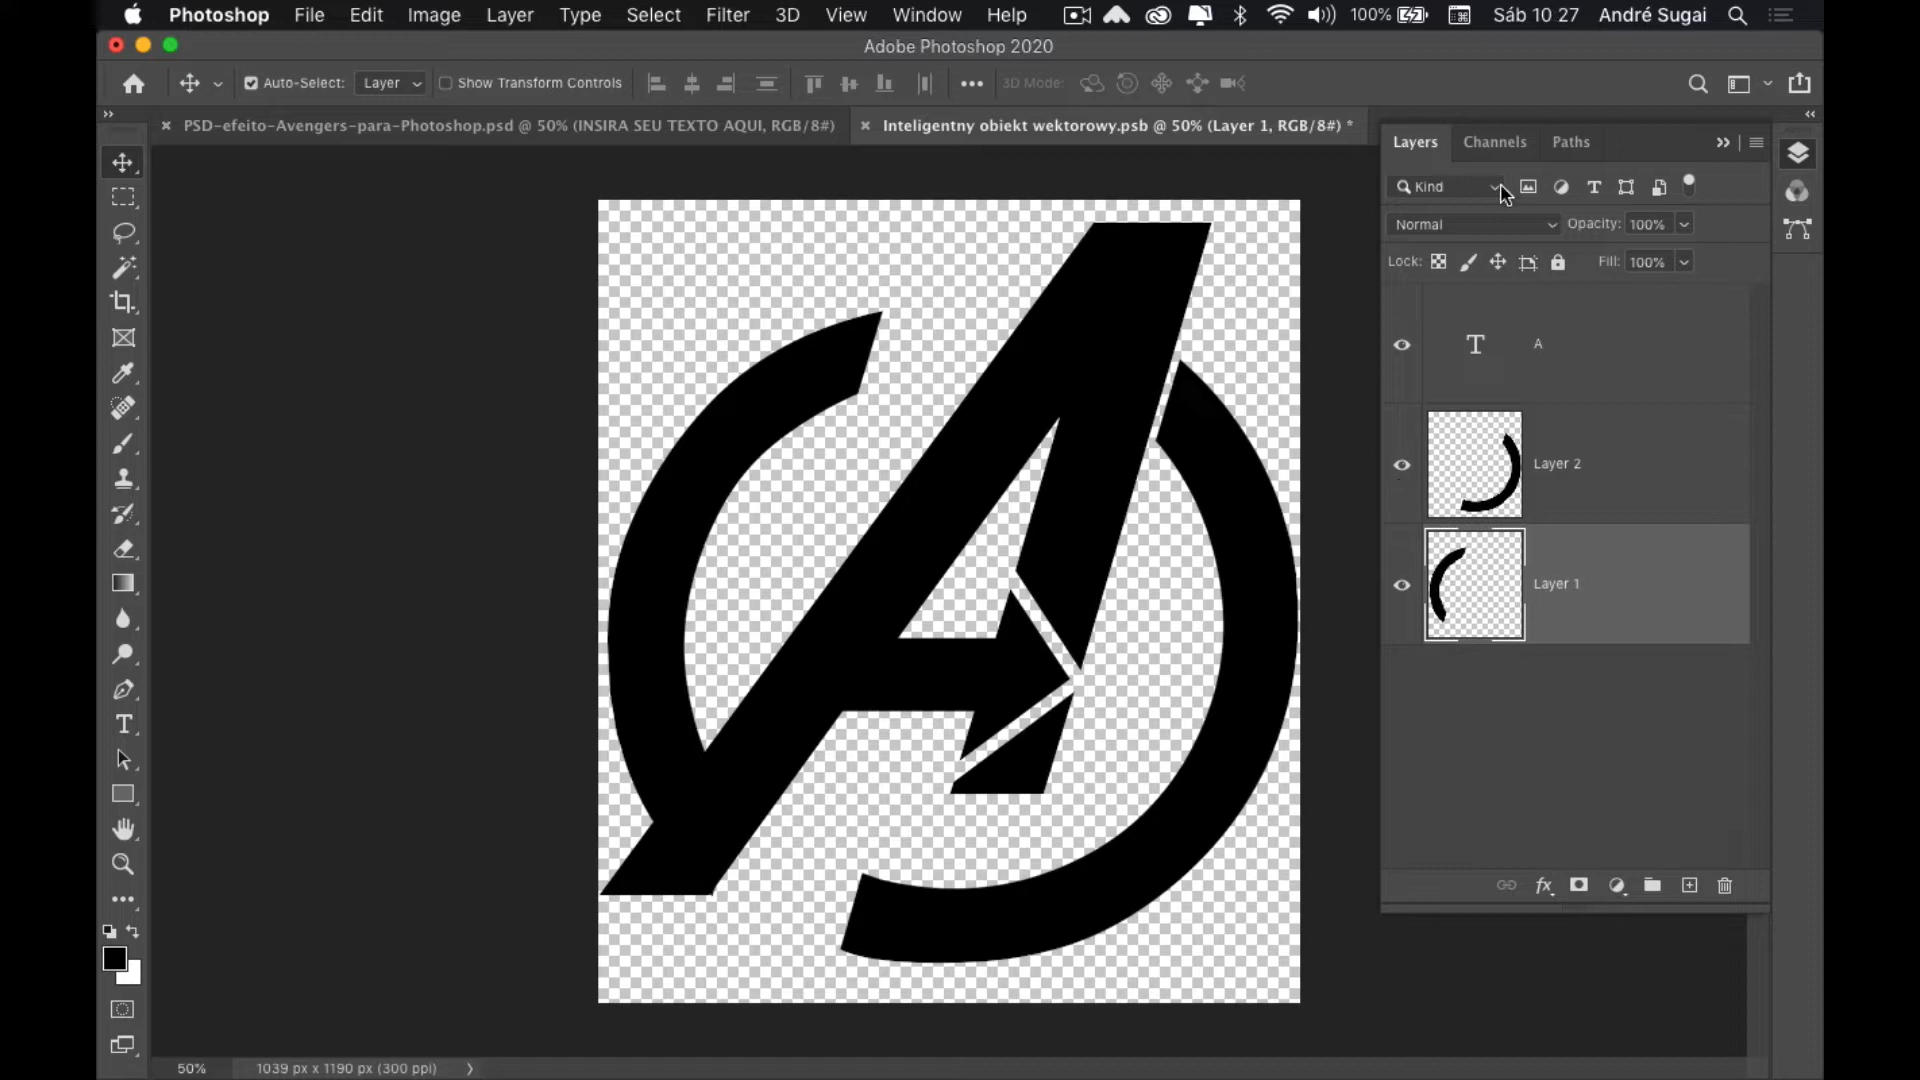 Photoshop File Edit Image Layer Type Select Filter 3D View Window Help 100% Sáb 10 27 André Sugai
Adobe Photoshop 2020
Auto-Select: Layer Show Transform Controls 3D Mode:
PSD-efeito-Avengers-para-Photoshop.psd @ 50% (INSIRA SEU TEXTO AQUI, RGB/8#) Inteligentny obiekt wektorowy.psb @ 50% (Layer 1, RGB/8#) *
Layers Channels Paths
Kind
Normal Opacity: 100%
Lock: Fill: 100%
A
Layer 2
Layer 1
50% 1039 px x 1190 px (300 ppi)